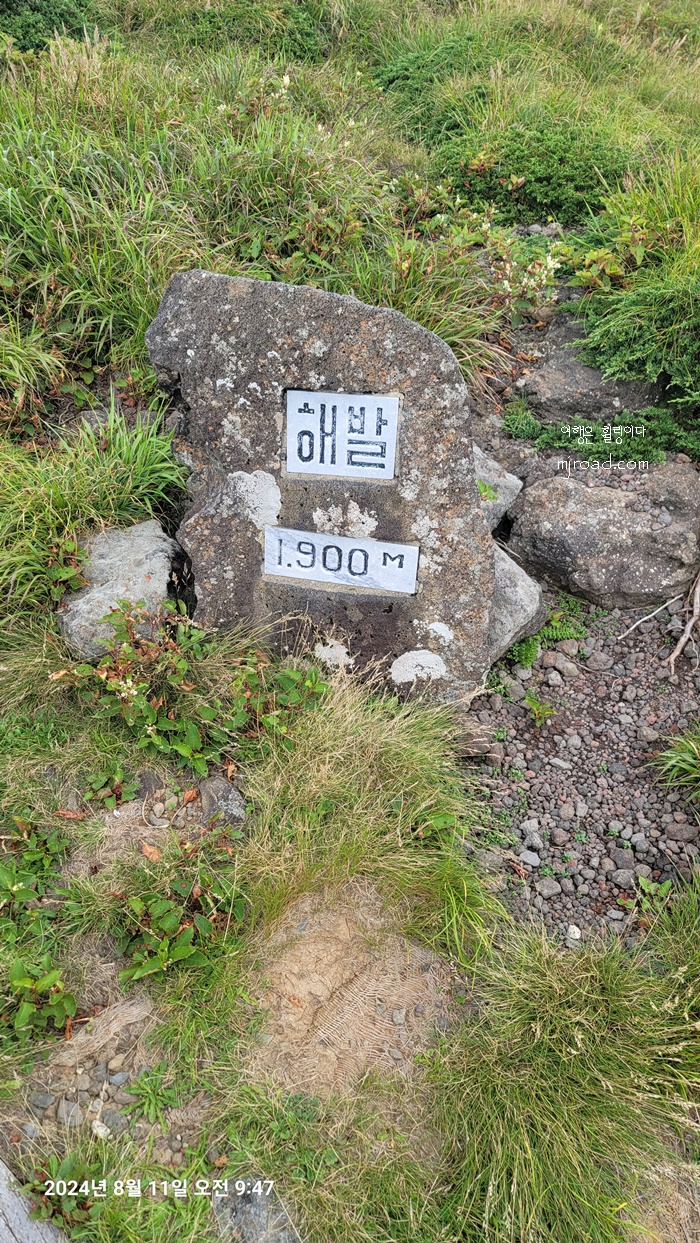 해발
1.900 M
여행은 힐링이다
mjroad.com
2024년 8월 11일 오전 9:47